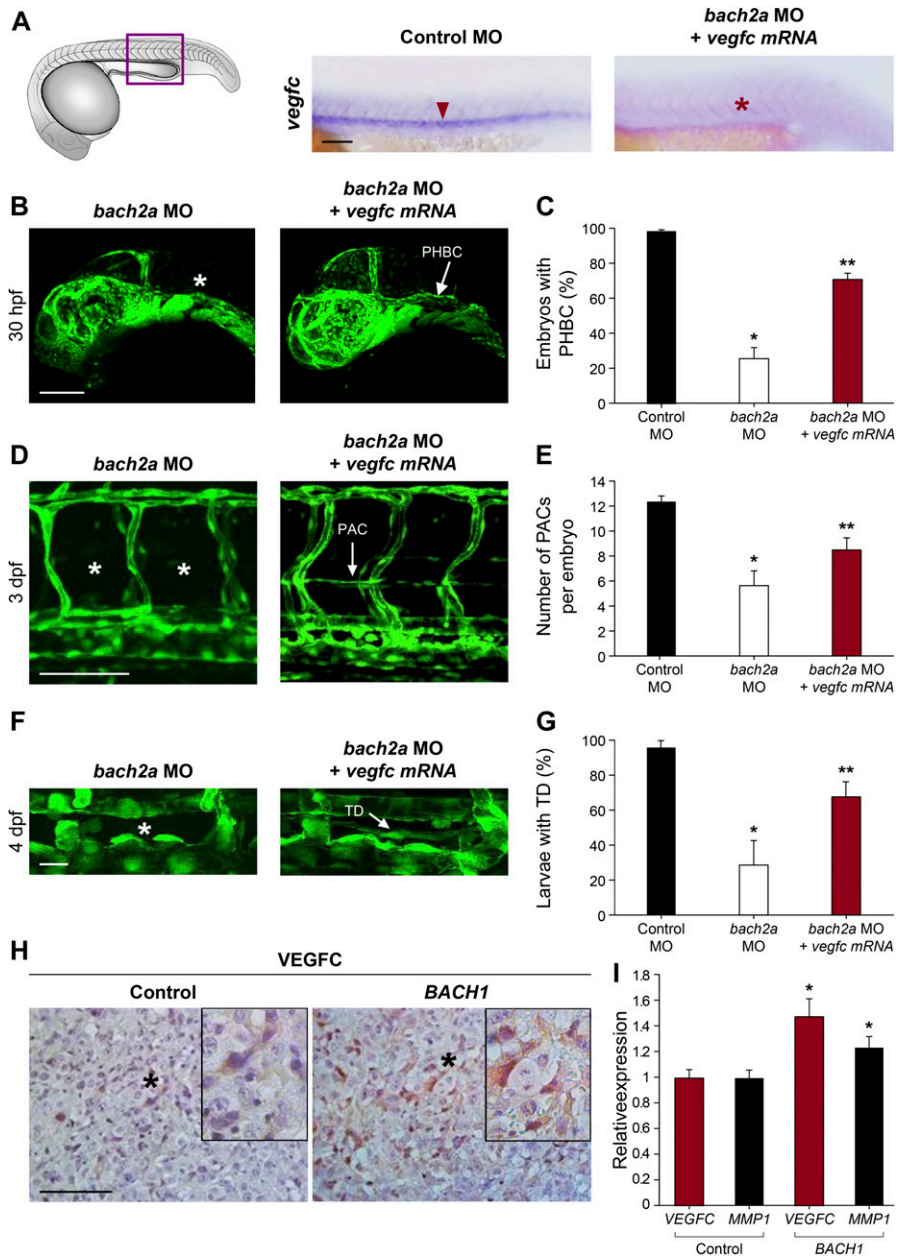 A
Control MO
bach2a MO
+ vegfc mRNA
vegfc
*
B
bach2a MO
bach2a MO
+ vegfc mRNA
30 hpf
*
PHBC
C
Embryos with
PHBC (%)
100
80
60
40
20
0
*
**
Control
MO
bach2a
MO
bach2a MO
+ vegfc mRNA
D
bach2a MO
bach2a MO
+ vegfc mRNA
3 dpf
*
*
PAC
E
Number of PACs
per embryo
14
12
10
8
6
4
2
0
*
**
Control
MO
bach2a
MO
bach2a MO
+ vegfc mRNA
F
bach2a MO
bach2a MO
+ vegfc mRNA
4 dpf
*
TD
G
Larvae with TD (%)
100
80
60
40
20
0
*
**
Control
MO
bach2a
MO
bach2a MO
+ vegfc mRNA
H
VEGFC
Control
BACH1
*
*
I
Relativeexpression
1.8
1.4
1.6
1.2
1
0.8
0.6
0.4
0.2
0
*
*
VEGFC
MMP1
VEGFC
MMP1
Control
BACH1